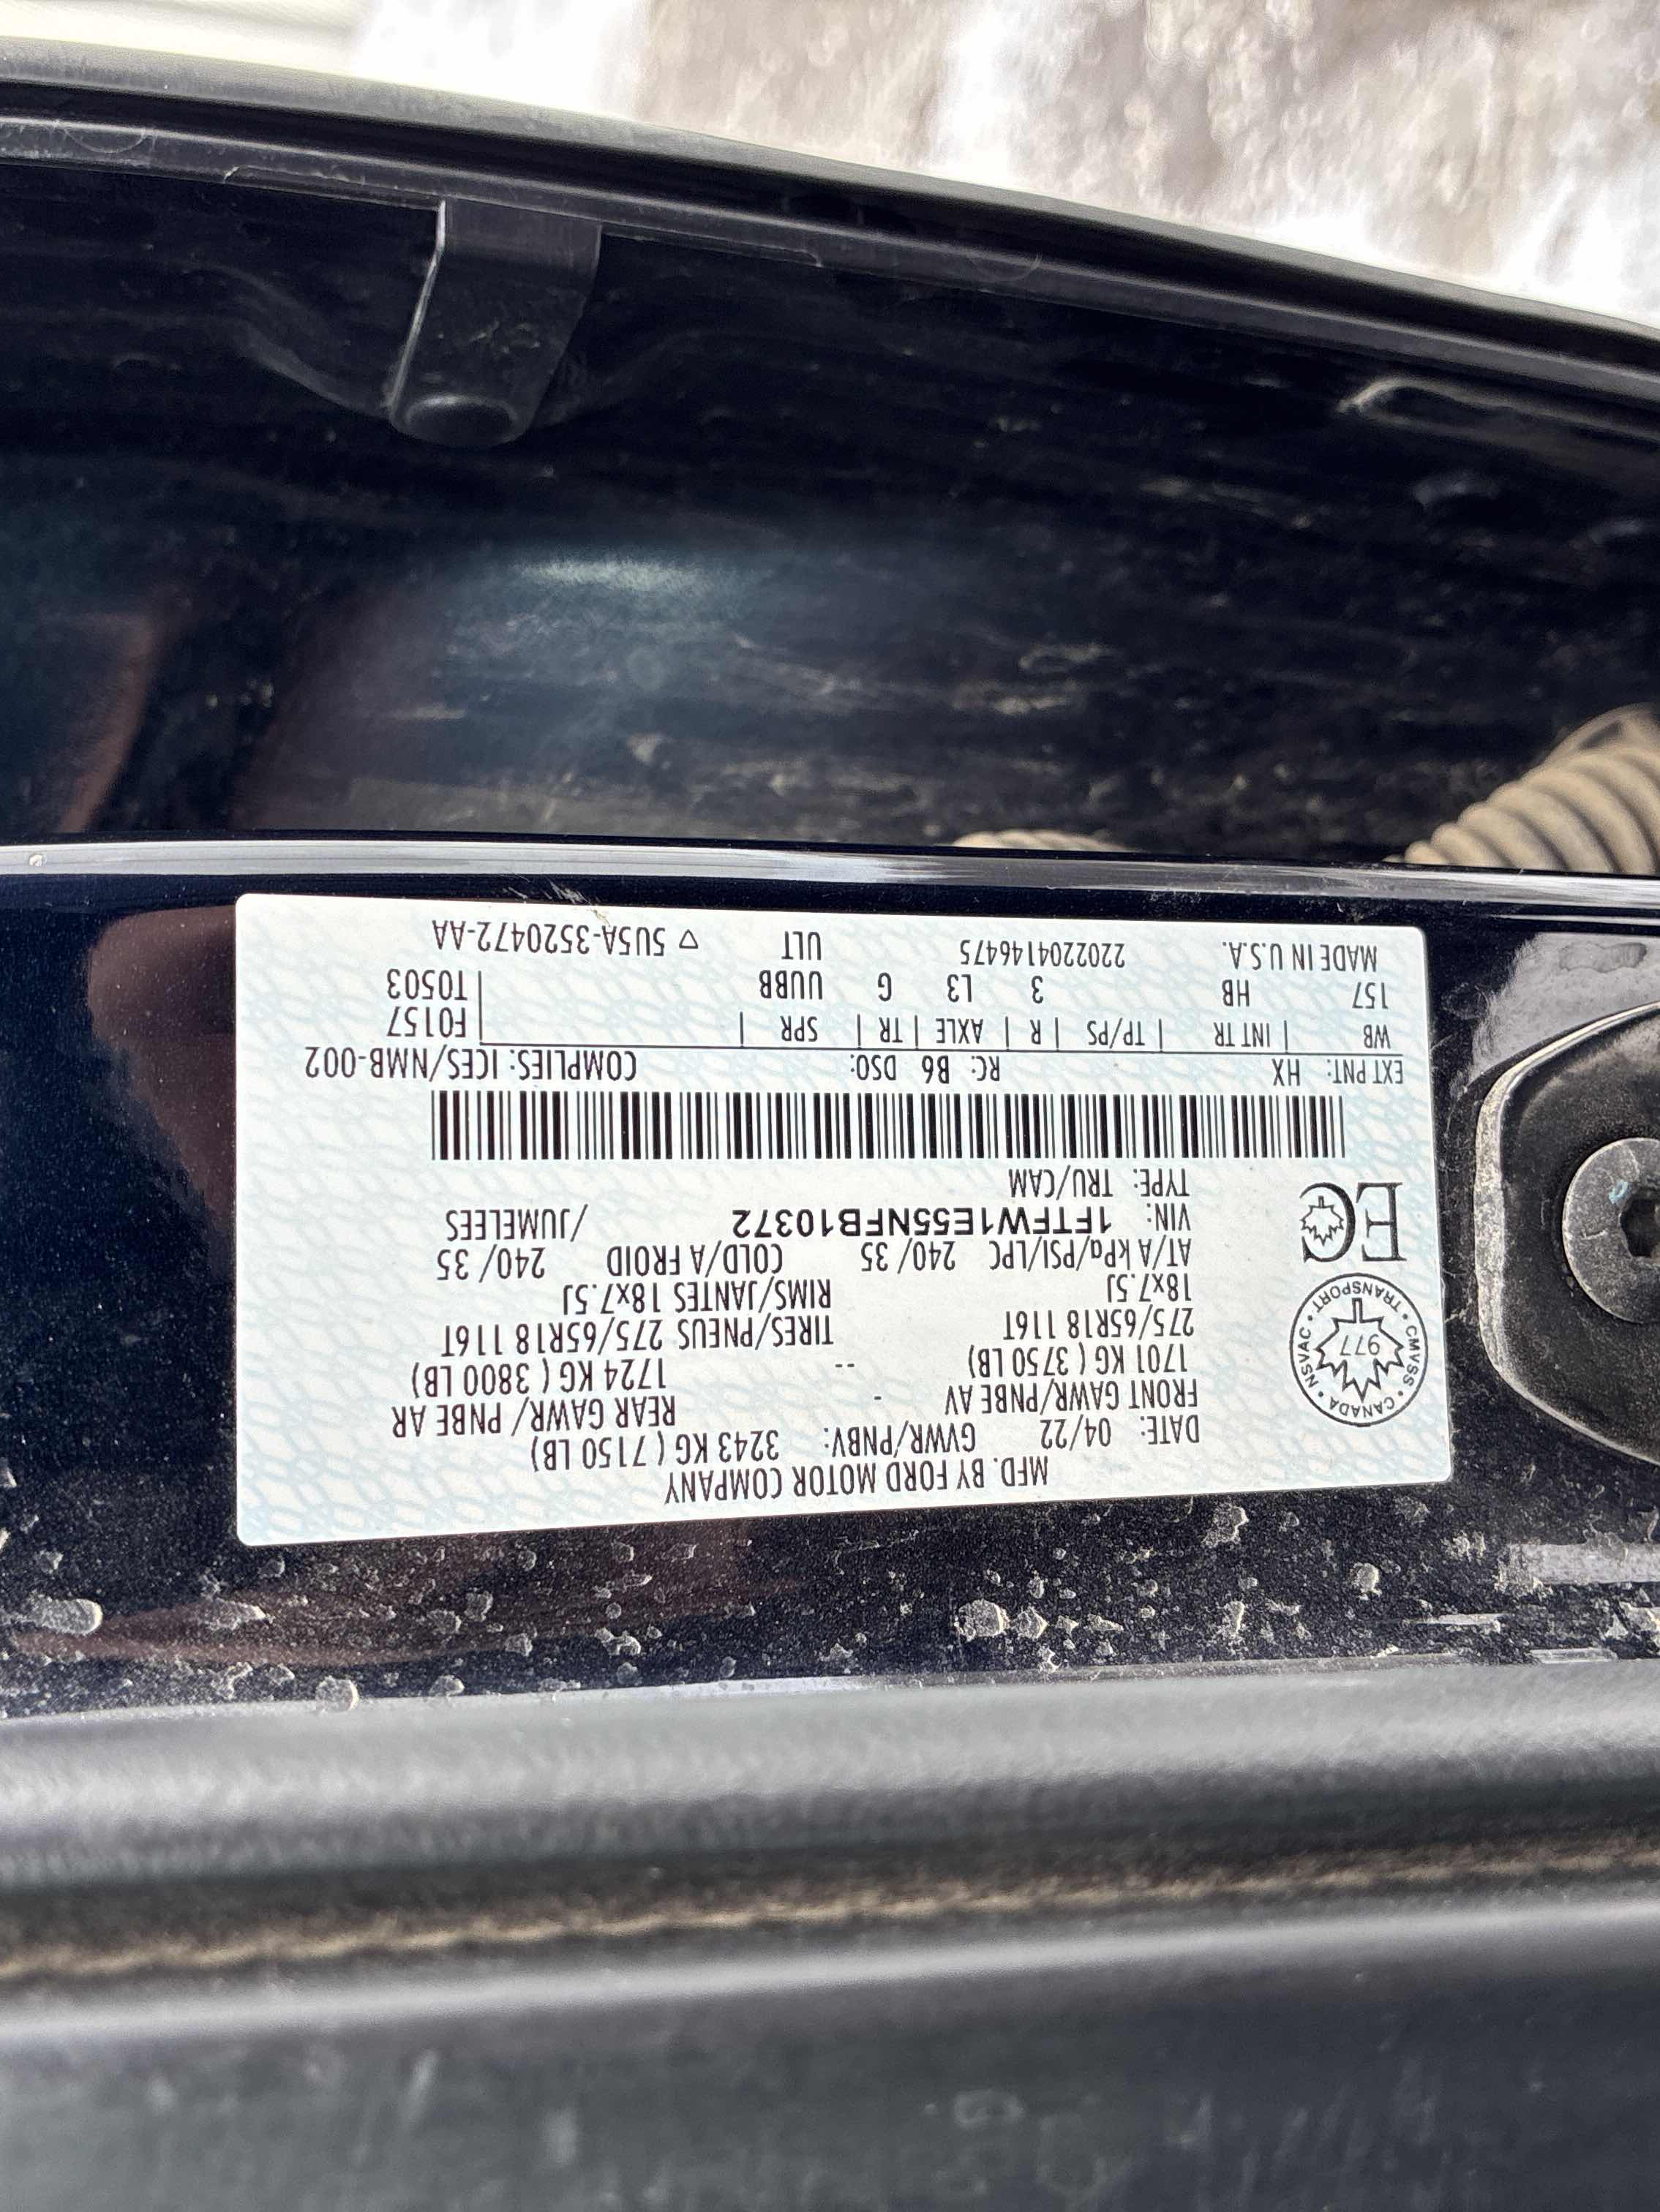 MFD. BY FORD MOTOR COMPANY
DATE: 04/22 GVWR/PNBV: 3243 KG ( 7150 LB)
FRONT GAWR/PNBE AV - REAR GAWR/ PNBE AR
1701 KG ( 3750 LB) -- 1724 KG ( 3800 LB)
275/65R18 116T TIRES/PNEUS 275/65R18 116T
18x7.5J RIMS/JANTES 18x7.5J
AT/A kPa/PSI/LPC 240/35 COLD/A FROID 240/35
VIN: 1FTFW1E55NFB10372 /JUMELEES
TYPE: TRU/CAM
CANADA • CMVSS • TRANSPORT • NSVAC •
977
EC
EXT PNT: HX RC: B6 DSO: COMPLIES: ICES/NMB-002
WB | INT TR | TP/PS | R | AXLE | TR | SPR | F0157
157 HB 3 L3 G UUBB T0503
MADE IN U.S.A. 2202204146475 ULT ▽ 5U5A-3520472-AA